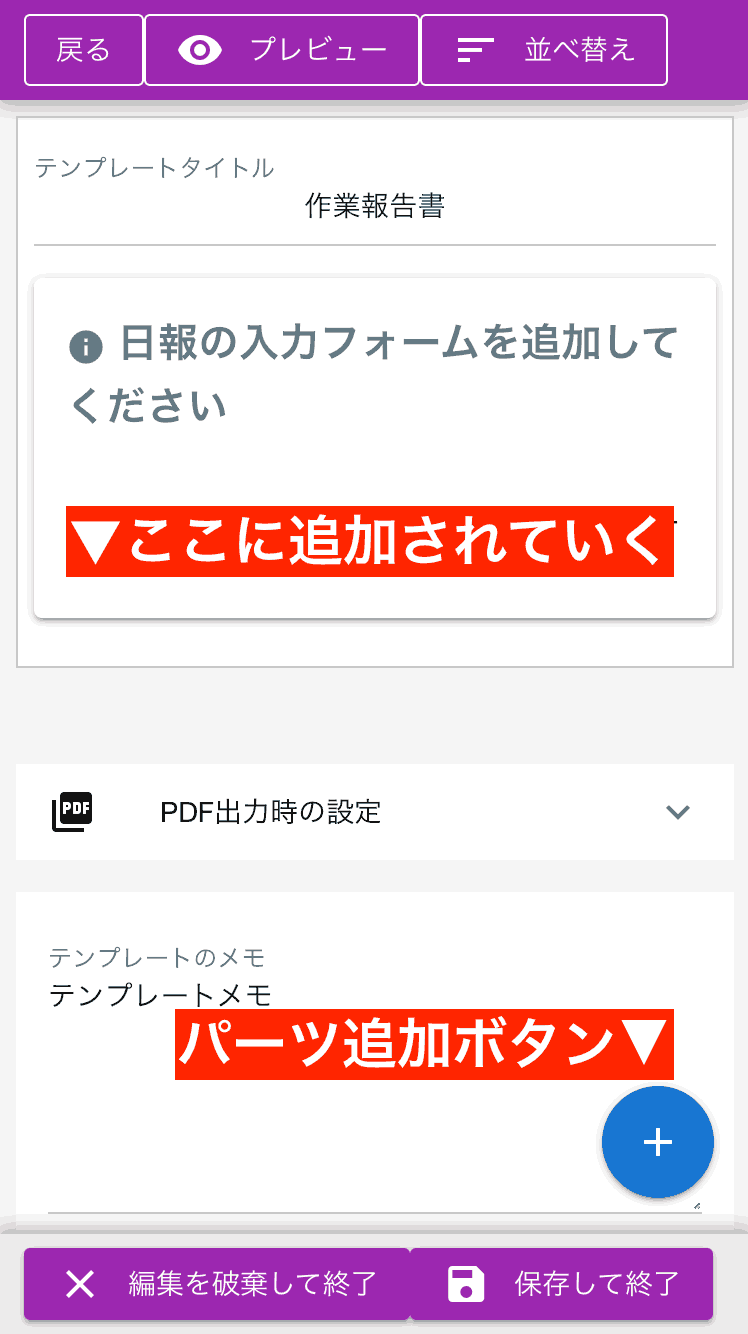 戻る
プレビュー
並べ替え
テンプレートタイトル
作業報告書
日報の入力フォームを追加して
ください
▼ここに追加されていく
PDF
PDF出力時の設定
テンプレートのメモ
テンプレートメモ
パーツ追加ボタン▼
編集を破棄して終了
保存して終了